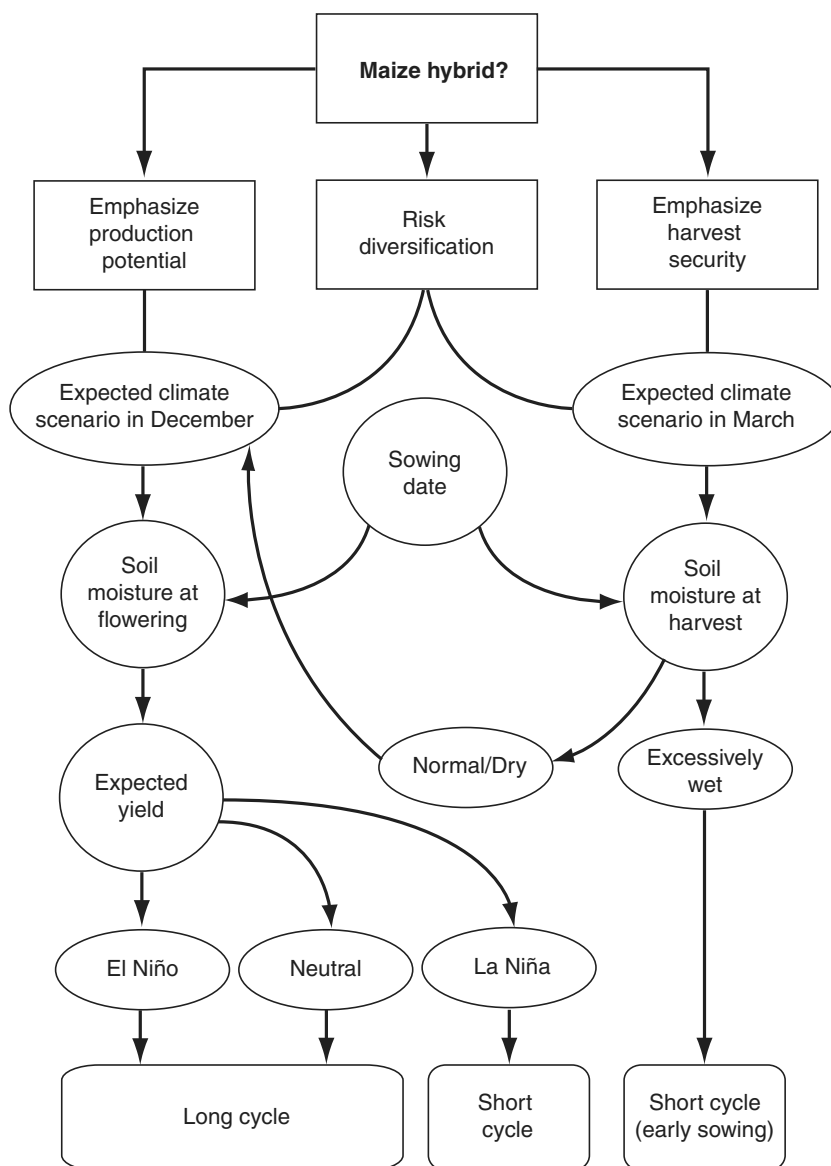 Maize hybrid?
Emphasize
production
potential
Risk
diversification
Emphasize
harvest
security
Expected climate
scenario in December
Expected climate
scenario in March
Sowing
date
Soil
moisture at
flowering
Soil
moisture at
harvest
Normal/Dry
Excessively
wet
Expected
yield
El Niño
Neutral
La Niña
Long cycle
Short
cycle
Short cycle
(early sowing)